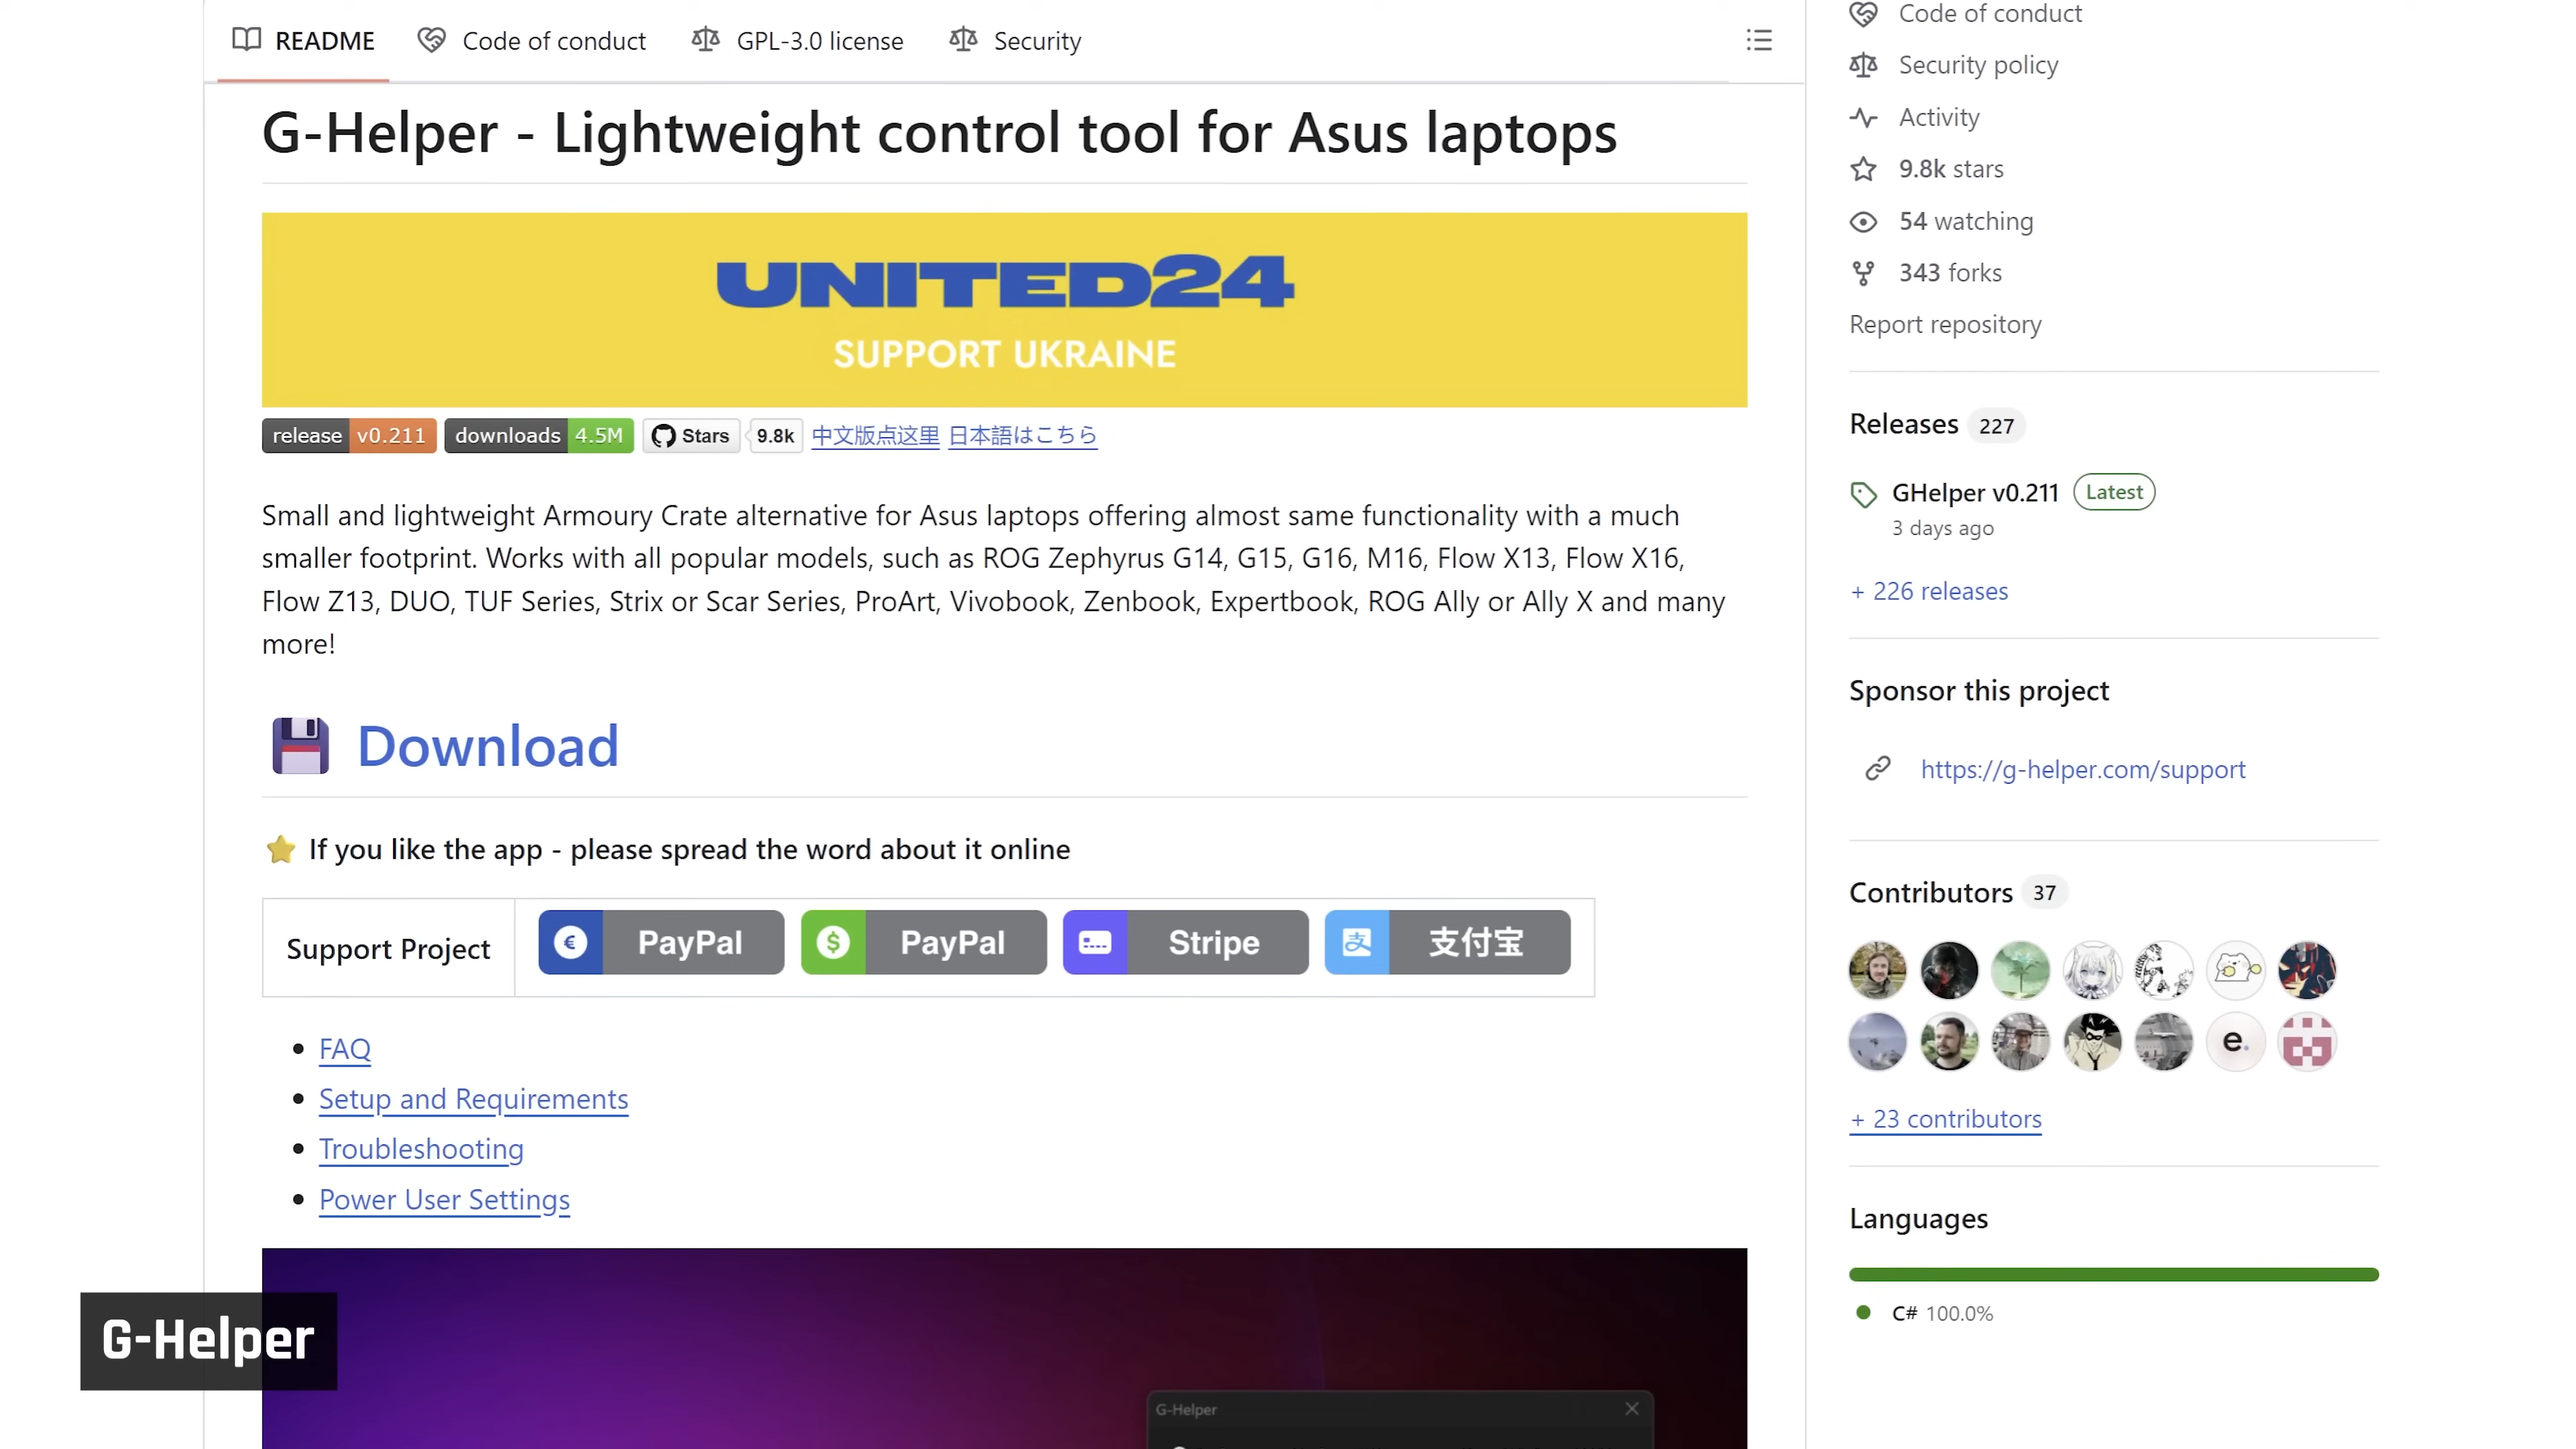 README
Code of conduct
GPL-3.0 license
Security
G-Helper - Lightweight control tool for Asus laptops
UNITED24
SUPPORT UKRAINE
release v0.211 downloads 4.5M Stars 9.8k 中文版点这里 日本語はこちら
Small and lightweight Armoury Crate alternative for Asus laptops offering almost same functionality with a much
smaller footprint. Works with all popular models, such as ROG Zephyrus G14, G15, G16, M16, Flow X13, Flow X16,
Flow Z13, DUO, TUF Series, Strix or Scar Series, ProArt, Vivobook, Zenbook, Expertbook, ROG Ally or Ally X and many
more!
Download
If you like the app - please spread the word about it online
Support Project € PayPal $ PayPal Stripe 支 支付宝
FAQ
Setup and Requirements
Troubleshooting
Power User Settings
G-Helper
G-Helper
Code of conduct
Security policy
Activity
9.8k stars
54 watching
343 forks
Report repository
Releases 227
GHelper v0.211 Latest
3 days ago
+ 226 releases
Sponsor this project
https://g-helper.com/support
Contributors 37
e.
+ 23 contributors
Languages
C# 100.0%